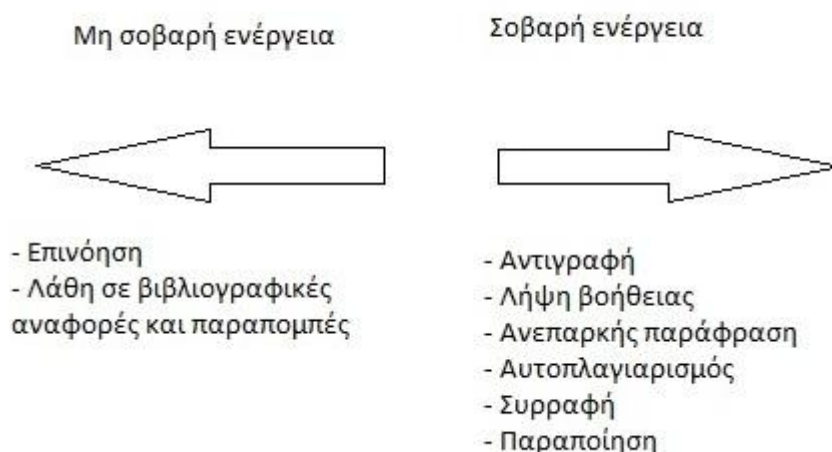 Μη σοβαρή ενέργεια
Σοβαρή ενέργεια
- Επινόηση
- Λάθη σε βιβλιογραφικές
αναφορές και παραπομπές
- Αντιγραφή
- Λήψη βοήθειας
- Ανεπαρκής παράφραση
- Αυτοπλαγιαρισμός
- Συρραφή
- Παραποίηση